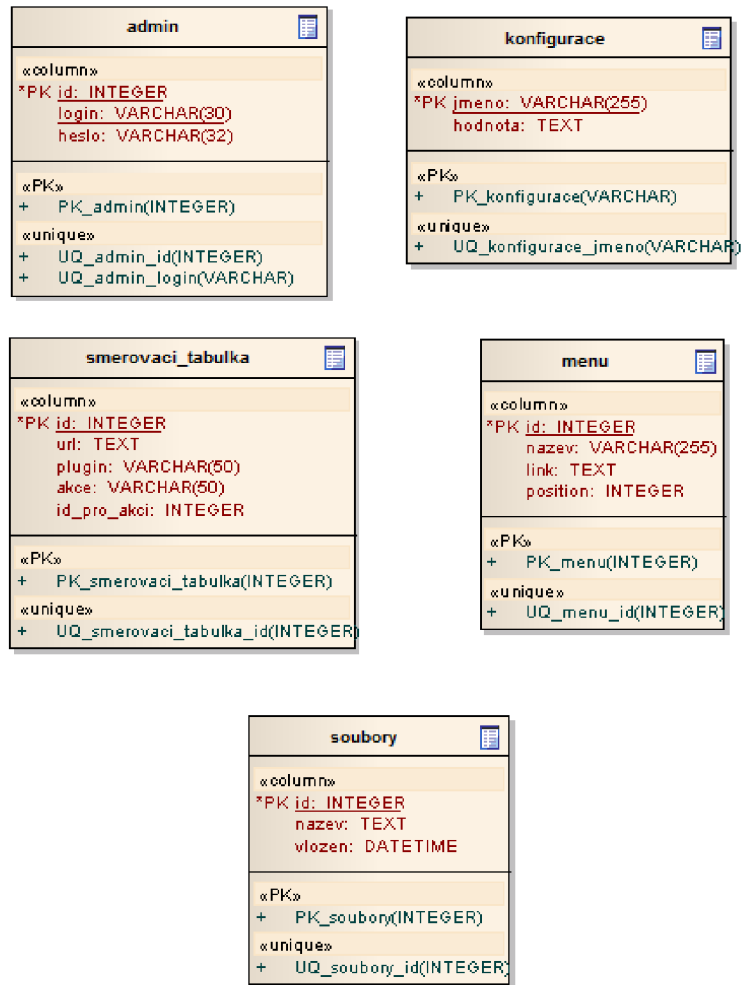 admin
«column»
*PK id: INTEGER
login: VARCHAR(30)
heslo: VARCHAR(32)
«PK»
+ PK_admin(INTEGER)
«unique»
+ UQ_admin_id(INTEGER)
+ UQ_admin_login(VARCHAR)
konfigurace
«column»
*PK jmeno: VARCHAR(255)
hodnota: TEXT
«PK»
+ PK_konfigurace(VARCHAR)
«unique»
+ UQ_konfigurace_jmeno(VARCHAR)
smerovaci_tabulka
«column»
*PK id: INTEGER
url: TEXT
plugin: VARCHAR(50)
akce: VARCHAR(50)
id_pro_akci: INTEGER
«PK»
+ PK_smerovaci_tabulka(INTEGER)
«unique»
+ UQ_smerovaci_tabulka_id(INTEGER)
menu
«column»
*PK id: INTEGER
nazev: VARCHAR(255)
link: TEXT
position: INTEGER
«PK»
+ PK_menu(INTEGER)
«unique»
+ UQ_menu_id(INTEGER)
soubory
«column»
*PK id: INTEGER
nazev: TEXT
vlozen: DATETIME
«PK»
+ PK_soubory(INTEGER)
«unique»
+ UQ_soubory_id(INTEGER)